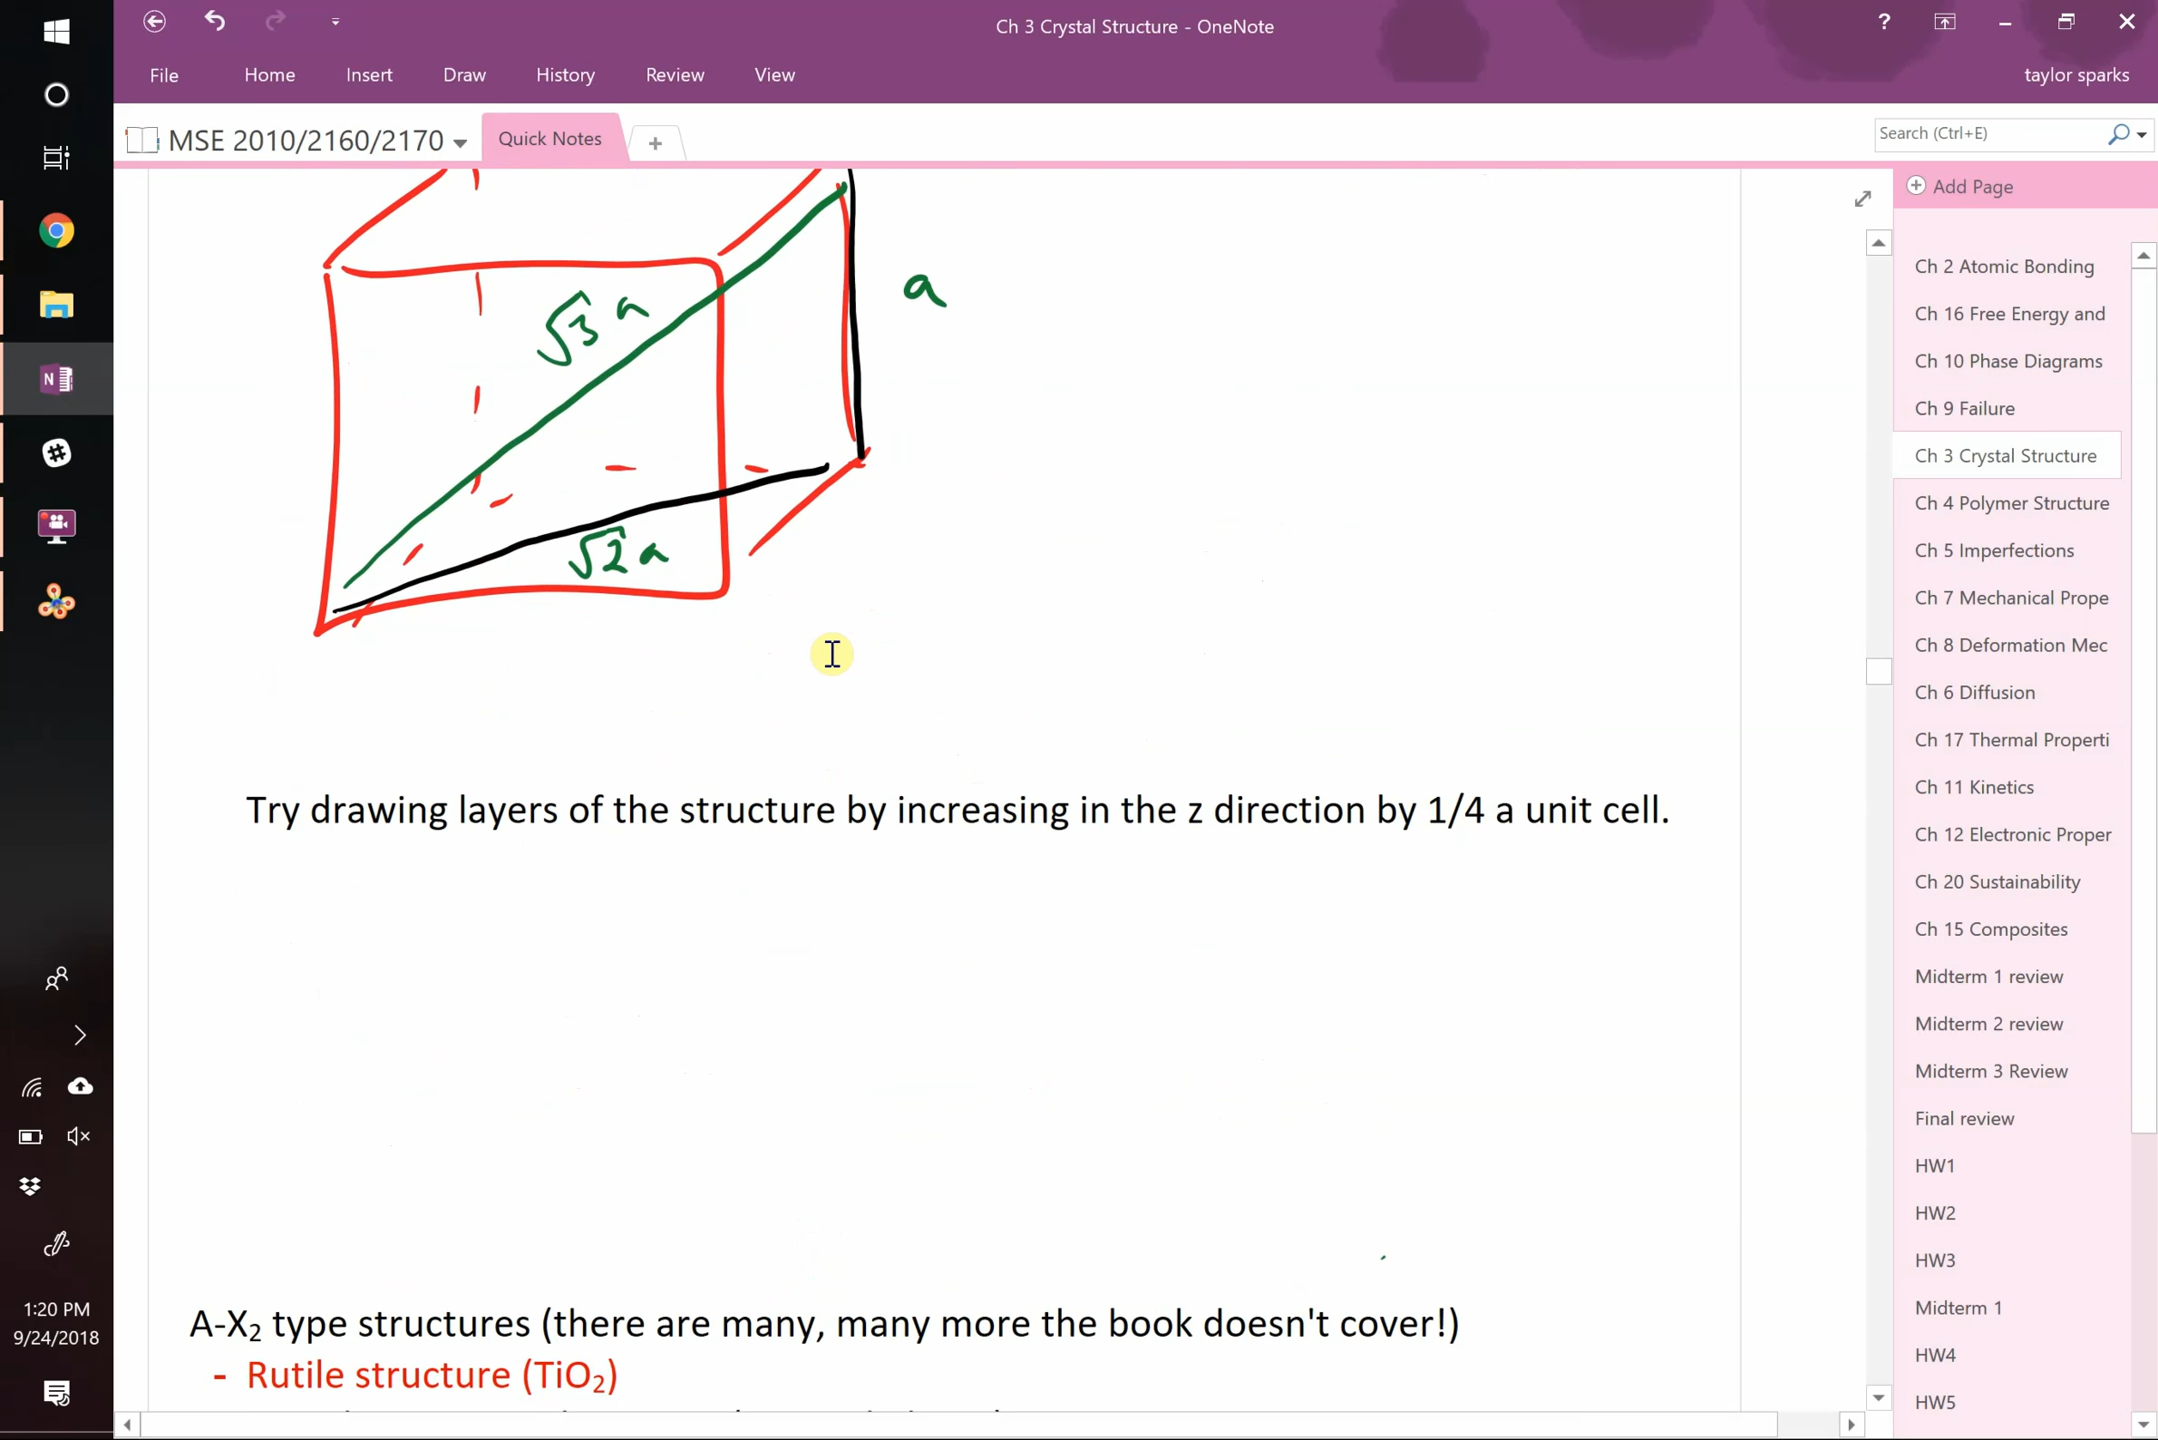 Ch 3 Crystal Structure - OneNote
?
File Home Insert Draw History Review View
taylor sparks
MSE 2010/2160/2170
Quick Notes
+
Search (Ctrl+E)
Add Page
Ch 2 Atomic Bonding
Ch 16 Free Energy and
Ch 10 Phase Diagrams
Ch 9 Failure
Ch 3 Crystal Structure
Ch 4 Polymer Structure
Ch 5 Imperfections
Ch 7 Mechanical Prope
Ch 8 Deformation Mec
Ch 6 Diffusion
Ch 17 Thermal Properti
Ch 11 Kinetics
Ch 12 Electronic Proper
Ch 20 Sustainability
Ch 15 Composites
Midterm 1 review
Midterm 2 review
Midterm 3 Review
Final review
HW1
HW2
HW3
Midterm 1
HW4
HW5
a
√3 a
√2 a
Try drawing layers of the structure by increasing in the z direction by 1/4 a unit cell.
A-X₂ type structures (there are many, many more the book doesn't cover!)
- Rutile structure (TiO₂)
N
1:20 PM
9/24/2018